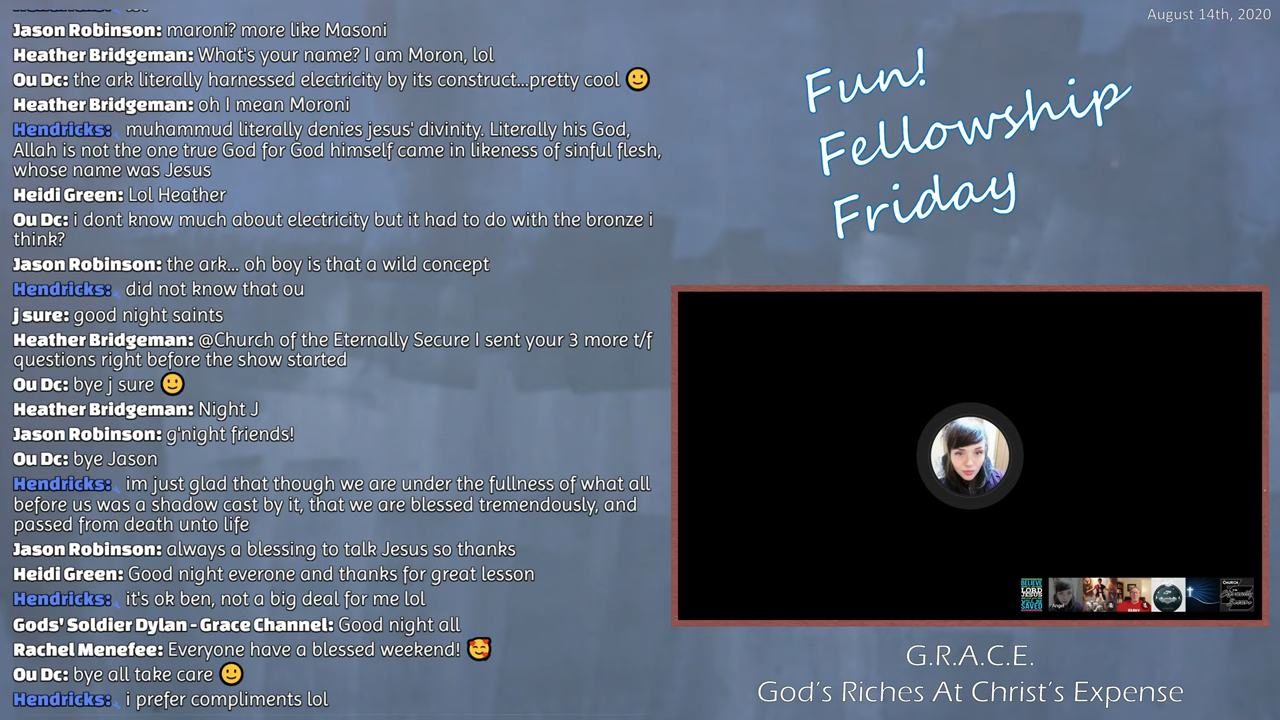 Jason Robinson: maroni? more like Masoni
Heather Bridgeman: What's your name? I am Moron, lol
Ou Dc: the ark literally harnessed electricity by its construct...pretty cool 🙂
Heather Bridgeman: oh I mean Moroni
Hendricks: muhammud literally denies jesus' divinity. Literally his God,
Allah is not the one true God for God himself came in likeness of sinful flesh,
whose name was Jesus
Heidi Green: Lol Heather
Ou Dc: i dont know much about electricity but it had to do with the bronze i
think?
Jason Robinson: the ark... oh boy is that a wild concept
Hendricks: did not know that ou
j sure: good night saints
Heather Bridgeman: @Church of the Eternally Secure I sent your 3 more t/f
questions right before the show started
Ou Dc: bye j sure 🙂
Heather Bridgeman: Night J
Jason Robinson: g'night friends!
Ou Dc: bye Jason
Hendricks: im just glad that though we are under the fullness of what all
before us was a shadow cast by it, that we are blessed tremendously, and
passed from death unto life
Jason Robinson: always a blessing to talk Jesus so thanks
Heidi Green: Good night everone and thanks for great lesson
Hendricks: it's ok ben, not a big deal for me lol
Gods' Soldier Dylan - Grace Channel: Good night all
Rachel Menefee: Everyone have a blessed weekend! 🥰
Ou Dc: bye all take care 🙂
Hendricks: i prefer compliments lol
August 14th, 2020
Fun!
Fellowship
Friday
BELIEVE
LORD
JESUS
SAVED
Angel
CHURCH
G.R.A.C.E.
God's Riches At Christ's Expense